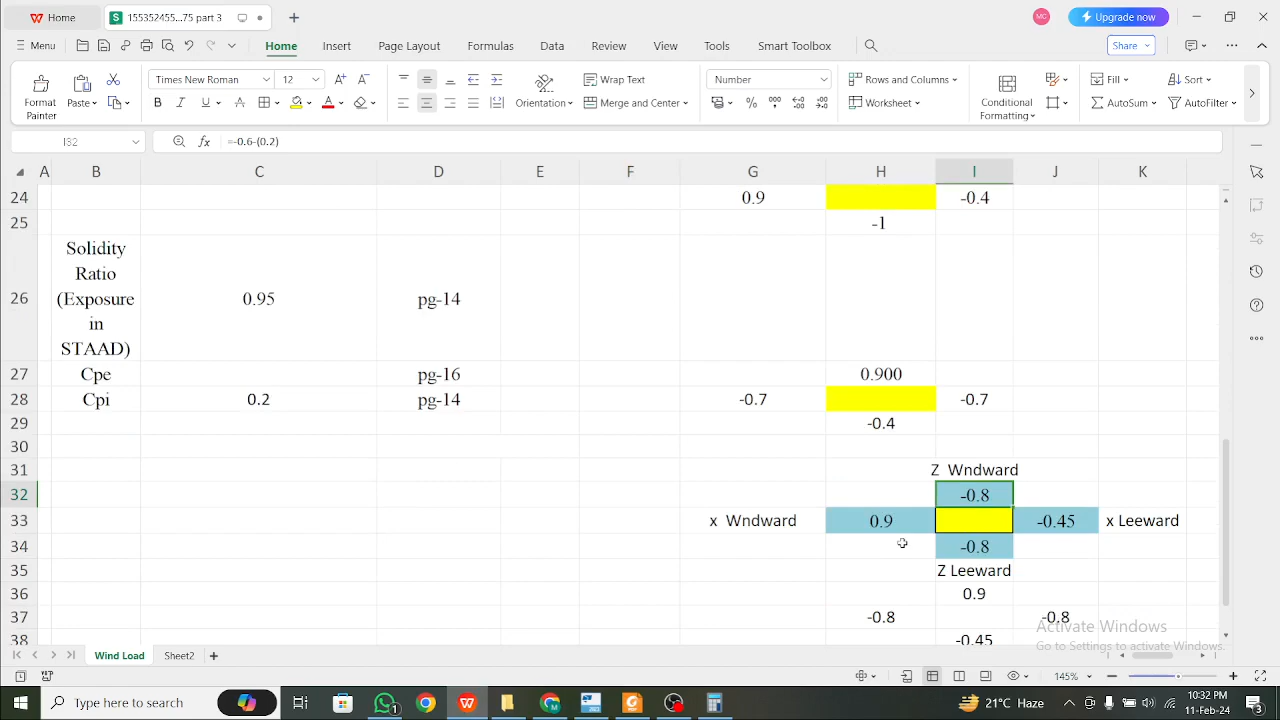 Home
155352455...75 part 3
MC
Upgrade now
Menu
Home
Insert
Page Layout
Formulas
Data
Review
View
Tools
Smart Toolbox
Share
Format Painter
Paste
Times New Roman
12
Orientation
Wrap Text
Merge and Center
Number
Rows and Columns
Worksheet
Conditional Formatting
Fill
Sort
AutoSum
AutoFilter
I32
=-0.6-(0.2)
A B C D E F G H I J K
24 0.9 -0.4
25 -1
Solidity
Ratio
26 (Exposure 0.95 pg-14
in
STAAD)
27 Cpe pg-16 0.900
28 Cpi 0.2 pg-14 -0.7 -0.7
29 -0.4
30
31 Z Wndward
32 -0.8
33 x Wndward 0.9 -0.45 x Leeward
34 -0.8
35 Z Leeward
36 0.9
37 -0.8 -0.8
38 -0.45
Activate Windows
Go to Settings to activate Windows.
Wind Load
Sheet2
145%
Type here to search
1
21°C Haze
10:32 PM
11-Feb-24
3